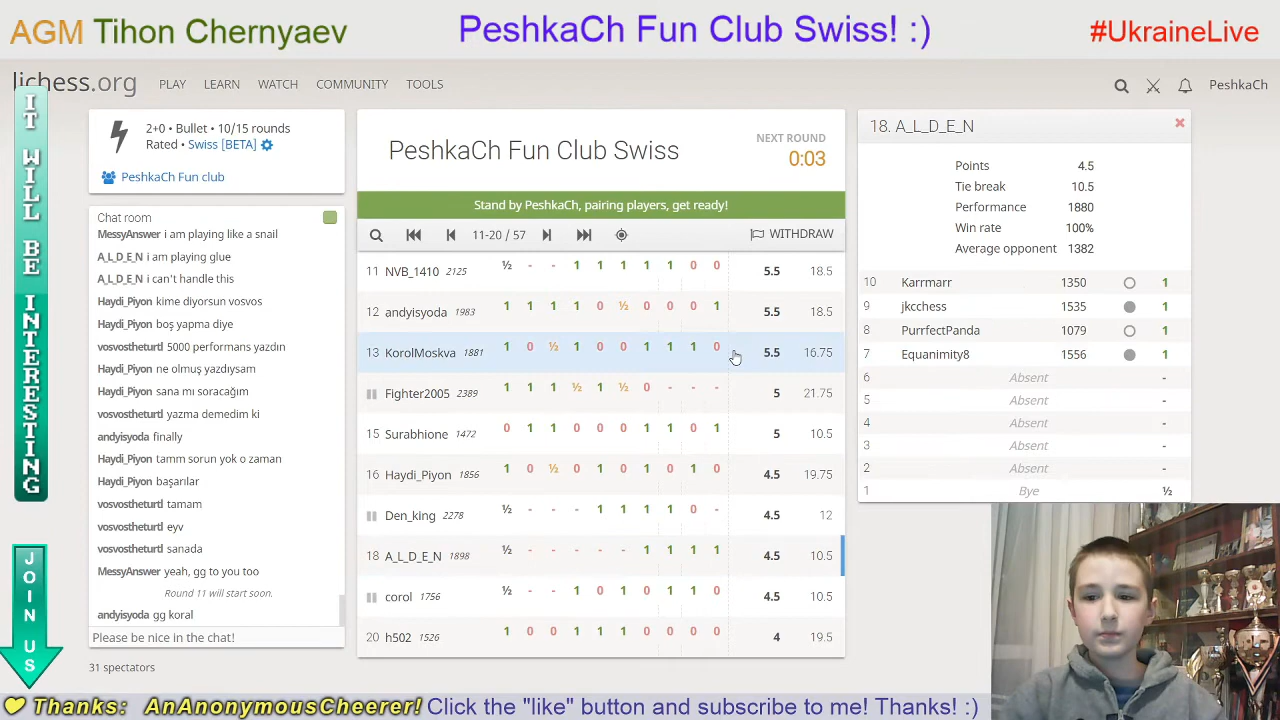 AGM Tihon Chernyaev
PeshkaCh Fun Club Swiss! :)
#UkraineLive
lichess.org
PLAY LEARN WATCH COMMUNITY TOOLS
PeshkaCh
IT WILL BE INTERESTING
JOIN US
2+0 • Bullet • 10/15 rounds
Rated • Swiss [BETA]
PeshkaCh Fun club
Chat room
MessyAnswer i am playing like a snail
A_L_D_E_N i am playing glue
A_L_D_E_N i can't handle this
Haydi_Piyon kime diyorsun vosvos
Haydi_Piyon boş yapma diye
vosvostheturtl 5000 performans yazdın
Haydi_Piyon ne olmuş yazdıysam
Haydi_Piyon sana mı soracağım
vosvostheturtl yazma demedim ki
andyisyoda finally
Haydi_Piyon tamm sorun yok o zaman
Haydi_Piyon başarılar
vosvostheturtl tamam
vosvostheturtl eyv
vosvostheturtl sanada
MessyAnswer yeah, gg to you too
Round 11 will start soon.
andyisyoda gg koral
Please be nice in the chat!
31 spectators
PeshkaCh Fun Club Swiss
NEXT ROUND
0:03
Stand by PeshkaCh, pairing players, get ready!
11-20 / 57 WITHDRAW
11 NVB_1410 2125 ½ - - 1 1 1 1 1 0 0 5.5 18.5
12 andyisyoda 1983 1 1 1 1 0 ½ 0 0 0 1 5.5 18.5
13 KorolMoskva 1881 1 0 ½ 1 0 0 1 1 1 0 5.5 16.75
Fighter2005 2389 1 1 1 ½ 1 ½ 0 - - - 5 21.75
15 Surabhione 1472 0 1 1 0 0 0 1 1 0 1 5 10.5
16 Haydi_Piyon 1856 1 0 ½ 0 1 0 1 0 1 0 4.5 19.75
Den_king 2278 ½ - - - 1 1 1 1 0 - 4.5 12
18 A_L_D_E_N 1898 ½ - - - - - 1 1 1 1 4.5 10.5
corol 1756 ½ - - 1 0 1 0 1 1 0 4.5 10.5
20 h502 1526 1 0 0 1 1 1 0 0 0 0 4 19.5
18. A_L_D_E_N
Points 4.5
Tie break 10.5
Performance 1880
Win rate 100%
Average opponent 1382
10 Karrmarr 1350 1
9 jkcchess 1535 1
8 PurrfectPanda 1079 1
7 Equanimity8 1556 1
6 Absent -
5 Absent -
4 Absent -
3 Absent -
2 Absent -
1 Bye ½
Thanks: AnAnonymousCheerer! Click the "like" button and subscribe to me! Thanks! :)